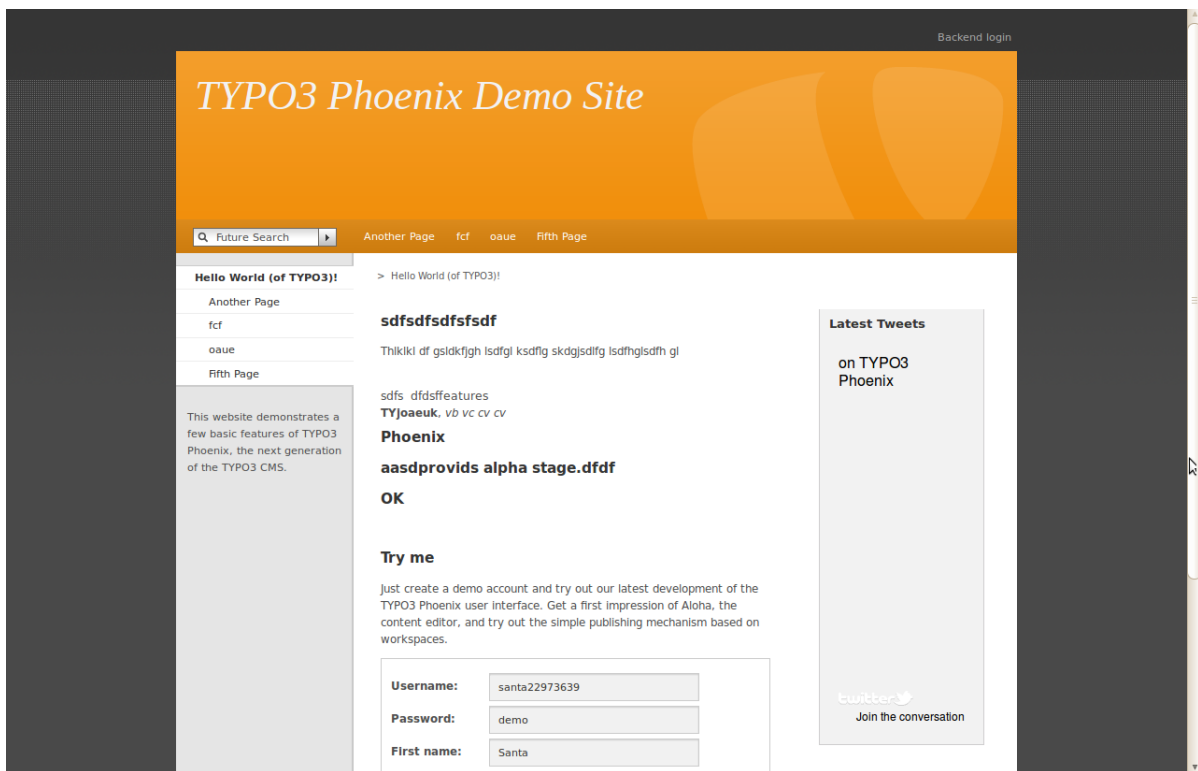 Backend login
TYPO3 Phoenix Demo Site
Future Search
Another Page fcf oaue Fifth Page
Hello World (of TYPO3)!
Another Page
fcf
oaue
Fifth Page
This website demonstrates a
few basic features of TYPO3
Phoenix, the next generation
of the TYPO3 CMS.
> Hello World (of TYPO3)!
sdfsdfsdfsfsdf
Thlklkl df gsldkfjgh lsdfgl ksdflg skdgjsdlfg lsdfhglsdfh gl
sdfs dfdsffeatures
TYjoaeuk, vb vc cv cv
Phoenix
aasdprovids alpha stage.dfdf
OK
Try me
Just create a demo account and try out our latest development of the
TYPO3 Phoenix user interface. Get a first impression of Aloha, the
content editor, and try out the simple publishing mechanism based on
workspaces.
Username: santa22973639
Password: demo
First name: Santa
Latest Tweets
on TYPO3
Phoenix
twitter
Join the conversation